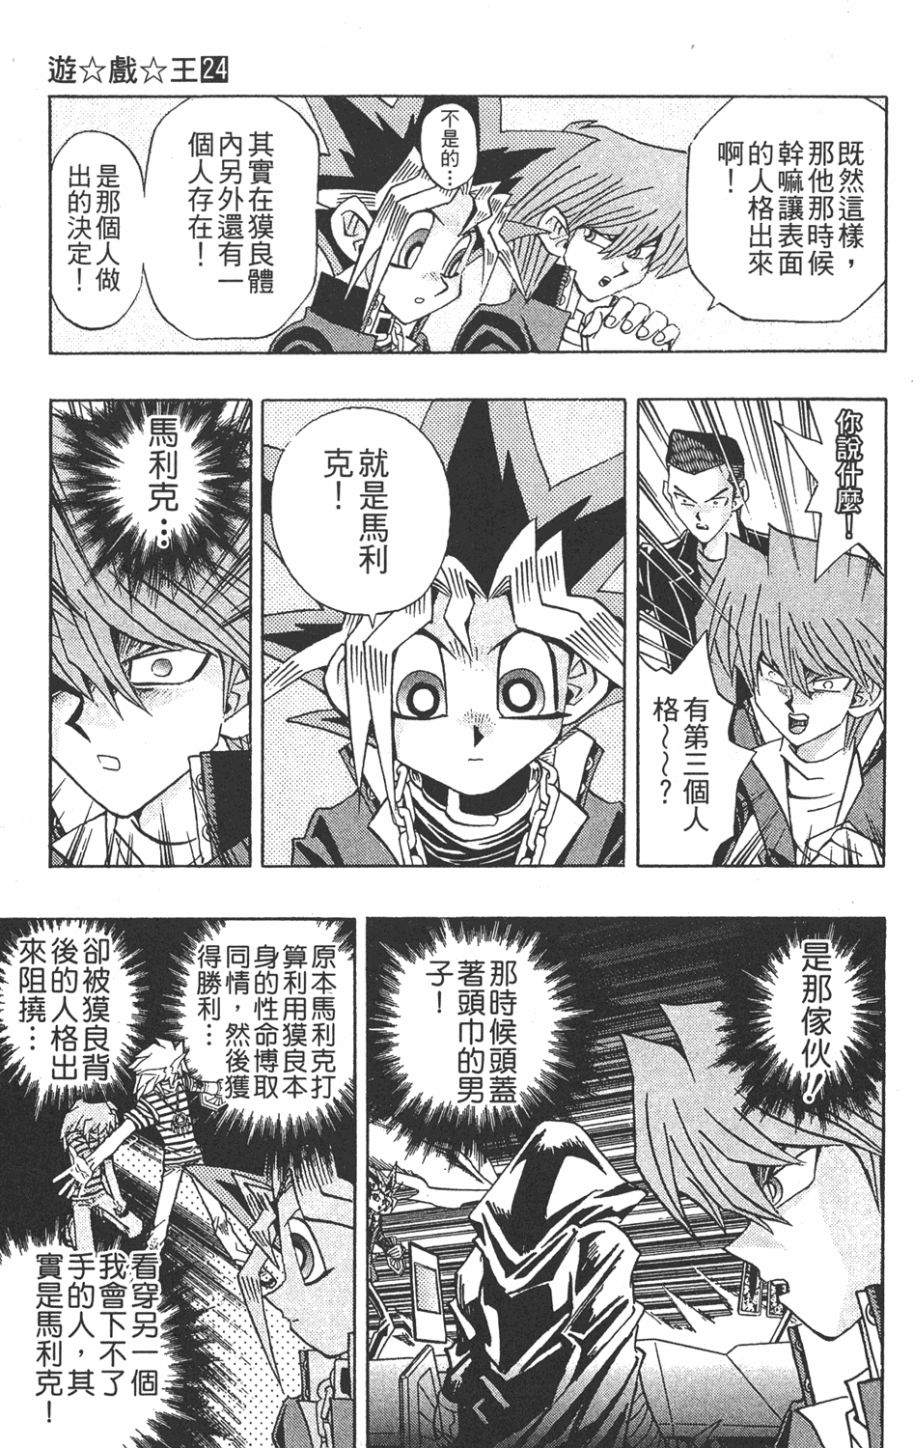 遊☆戲☆王24
既然這樣，
那他那時候
幹嘛讓表面
的人格出來
啊！
不是的…
其實在獏良體
內另外還有一
個人存在！
是那個人做
出的決定！
你說什麼！
有第三個人
格～～？
就是馬利
克！
馬利克…
是那傢伙！！
那時候頭蓋
著頭巾的男
子！
原本馬利克打
算利用獏良本
身的性命博取
同情，然後獲
得勝利…
卻被獏良背
後的人格出
來阻撓…
看穿另一個
我會下不了
手的人，其
實是馬利克！